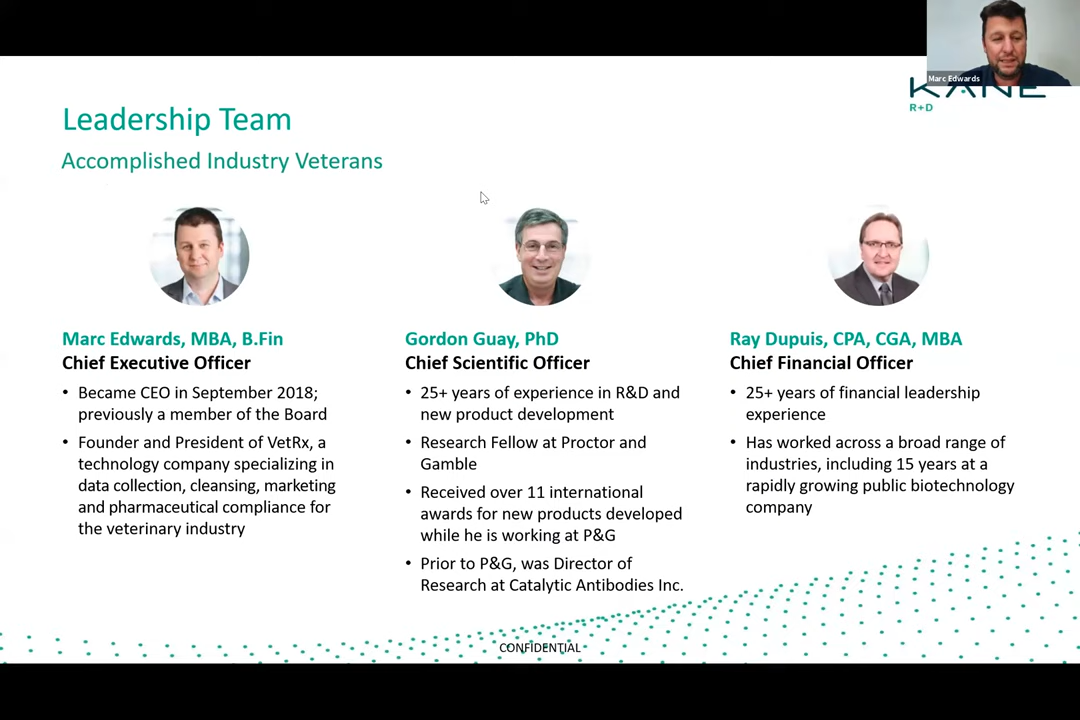 Marc Edwards
KANE
R+D
Leadership Team
Accomplished Industry Veterans
Marc Edwards, MBA, B.Fin
Chief Executive Officer
• Became CEO in September 2018;
previously a member of the Board
• Founder and President of VetRx, a
technology company specializing in
data collection, cleansing, marketing
and pharmaceutical compliance for
the veterinary industry
Gordon Guay, PhD
Chief Scientific Officer
• 25+ years of experience in R&D and
new product development
• Research Fellow at Proctor and
Gamble
• Received over 11 international
awards for new products developed
while he is working at P&G
• Prior to P&G, was Director of
Research at Catalytic Antibodies Inc.
Ray Dupuis, CPA, CGA, MBA
Chief Financial Officer
• 25+ years of financial leadership
experience
• Has worked across a broad range of
industries, including 15 years at a
rapidly growing public biotechnology
company
CONFIDENTIAL